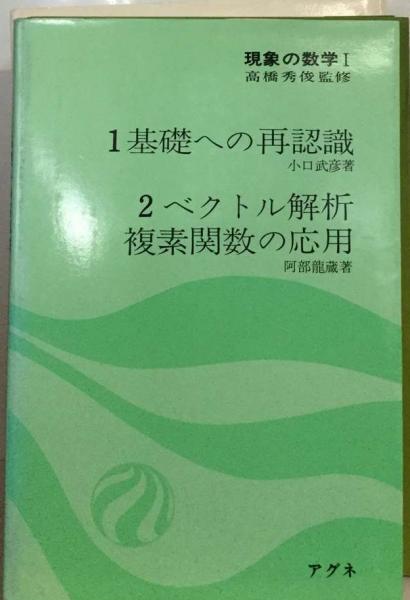 現象の数学 I
高橋秀俊監修
1 基礎への再認識
小口武彦著
2 ベクトル解析
複素関数の応用
阿部龍蔵著
アグネ